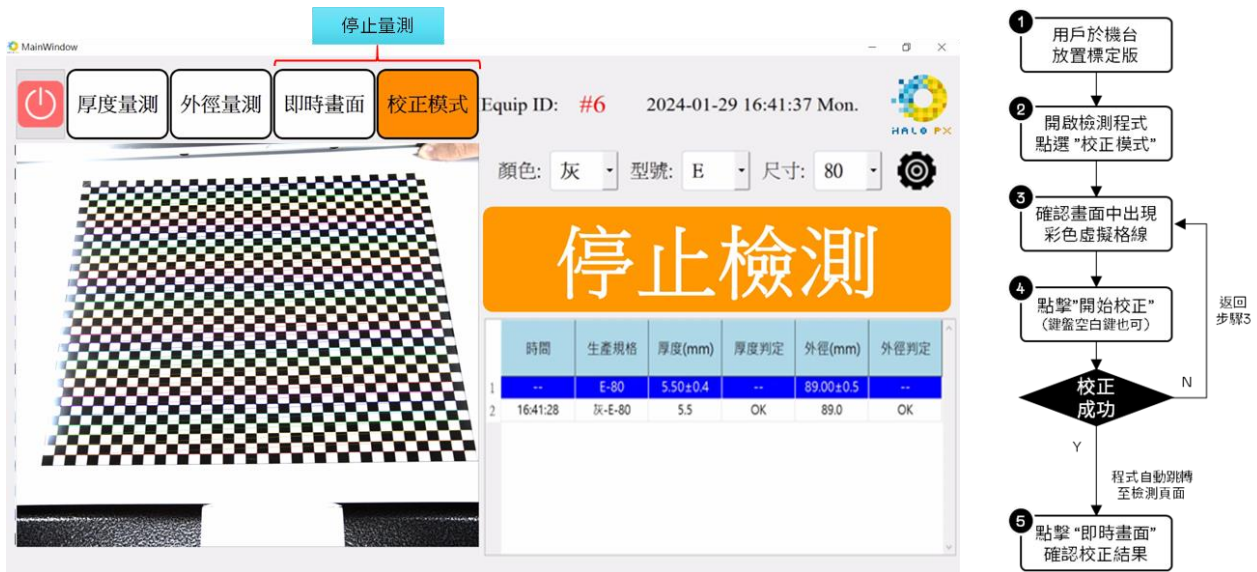 停止量測
MainWindow
厚度量測
外徑量測
即時畫面
校正模式
Equip ID: #6 2024-01-29 16:41:37 Mon.
HALO PX
顏色: 灰 型號: E 尺寸: 80
停止檢測
時間 生產規格 厚度(mm) 厚度判定 外徑(mm) 外徑判定
1 -- E-80 5.50±0.4 -- 89.00±0.5 --
2 16:41:28 灰-E-80 5.5 OK 89.0 OK
1
用戶於機台
放置標定版
2
開啟檢測程式
點選 "校正模式"
3
確認畫面中出現
彩色虛擬格線
4
點擊"開始校正"
(鍵盤空白鍵也可)
返回
步驟3
校正
成功
N
Y
程式自動跳轉
至檢測頁面
5
點擊 "即時畫面"
確認校正結果